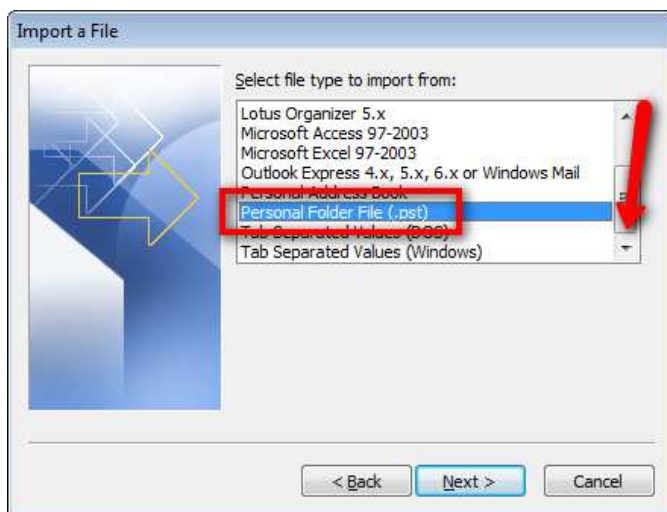 Import a File
Select file type to import from:
Lotus Organizer 5.x
Microsoft Access 97-2003
Microsoft Excel 97-2003
Outlook Express 4.x, 5.x, 6.x or Windows Mail
Personal Address Book
Personal Folder File (.pst)
Tab Separated Values (DOS)
Tab Separated Values (Windows)
< Back
Next >
Cancel